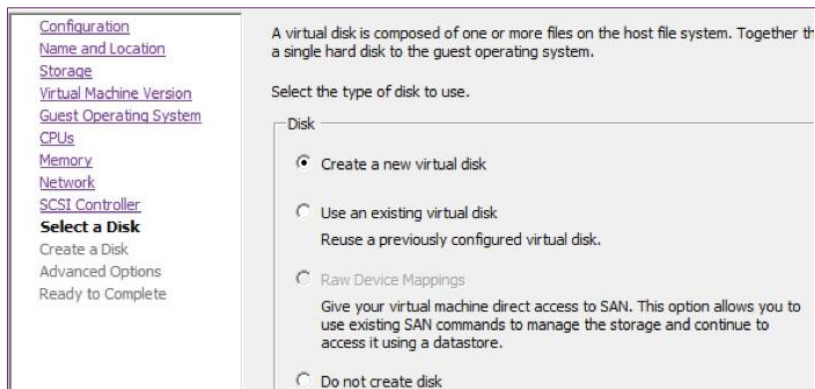 Configuration
Name and Location
Storage
Virtual Machine Version
Guest Operating System
CPUs
Memory
Network
SCSI Controller
Select a Disk
Create a Disk
Advanced Options
Ready to Complete
A virtual disk is composed of one or more files on the host file system. Together th
a single hard disk to the guest operating system.
Select the type of disk to use.
Disk
Create a new virtual disk
Use an existing virtual disk
Reuse a previously configured virtual disk.
Raw Device Mappings
Give your virtual machine direct access to SAN. This option allows you to
use existing SAN commands to manage the storage and continue to
access it using a datastore.
Do not create disk